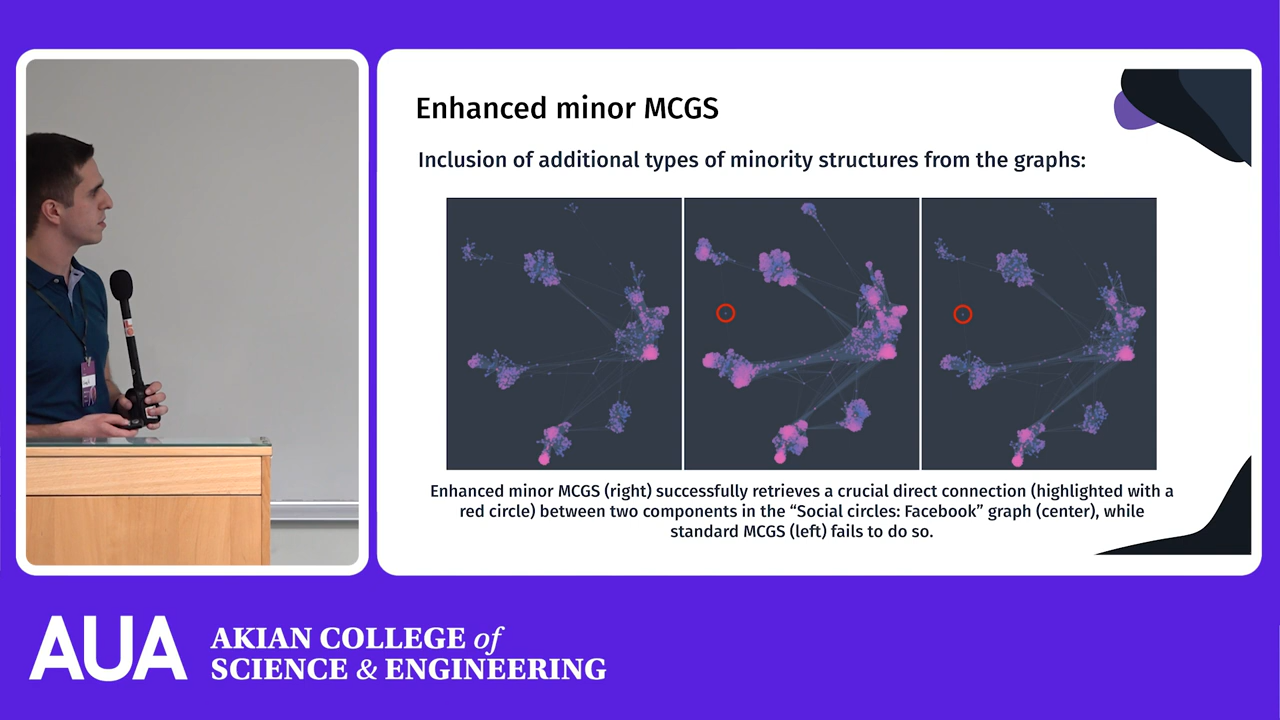 Enhanced minor MCGS
Inclusion of additional types of minority structures from the graphs:
Enhanced minor MCGS (right) successfully retrieves a crucial direct connection (highlighted with a
red circle) between two components in the “Social circles: Facebook” graph (center), while
standard MCGS (left) fails to do so.
AUA
AKIAN COLLEGE of
SCIENCE & ENGINEERING